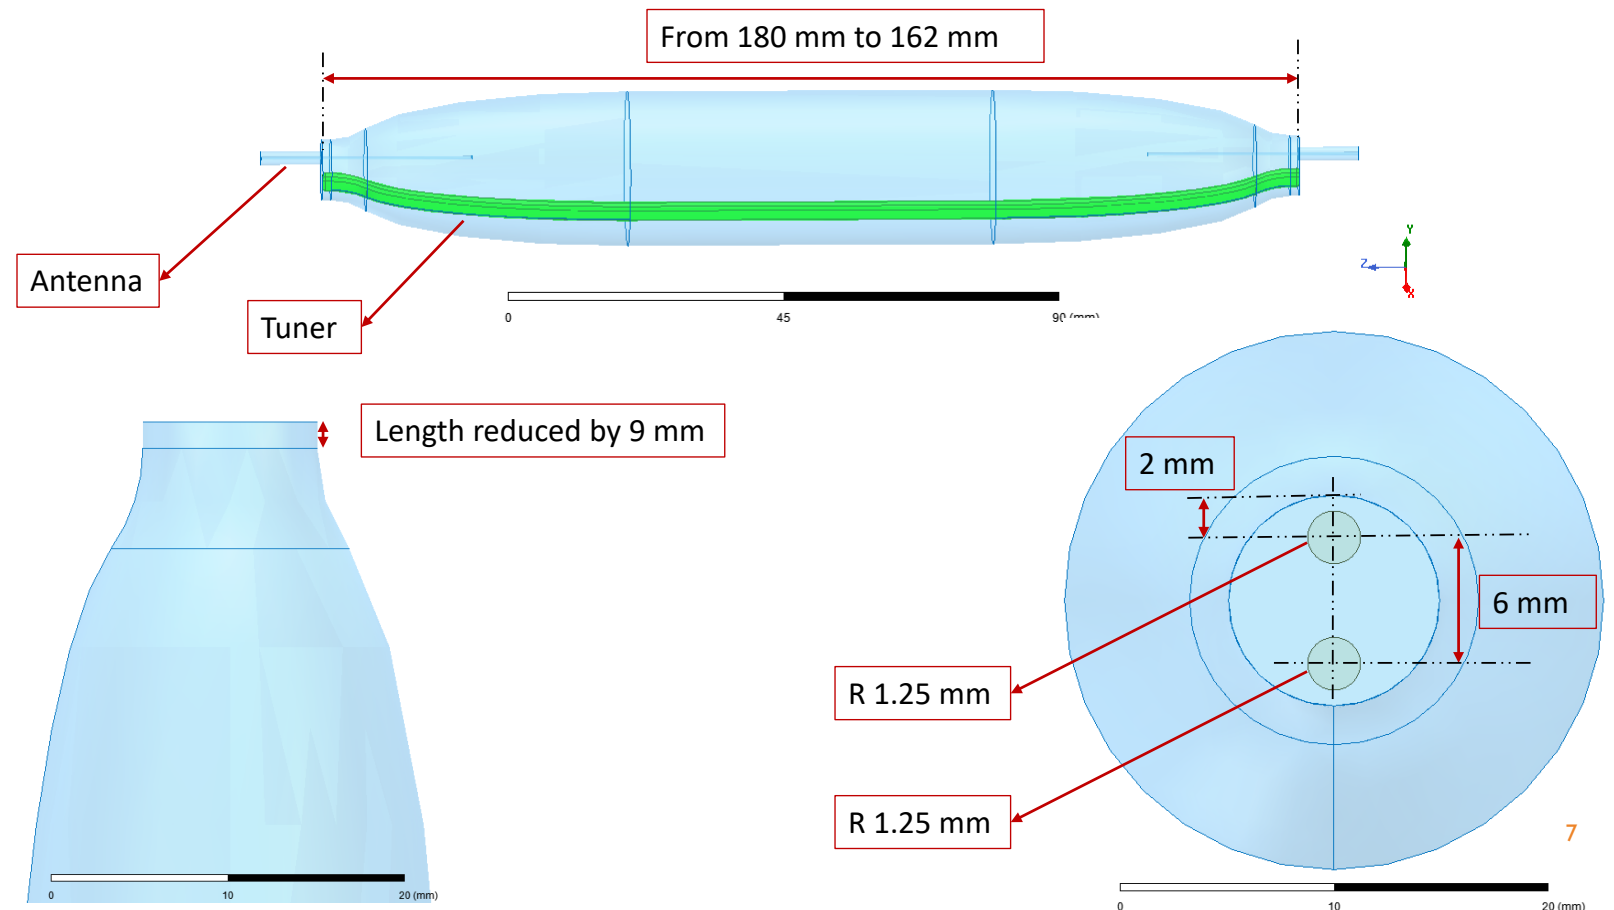 From 180 mm to 162 mm
Antenna
Tuner
0 45 90 (mm)
Y
Z
X
Length reduced by 9 mm
2 mm
6 mm
R 1.25 mm
R 1.25 mm
7
0 10 20 (mm)
0 10 20 (mm)